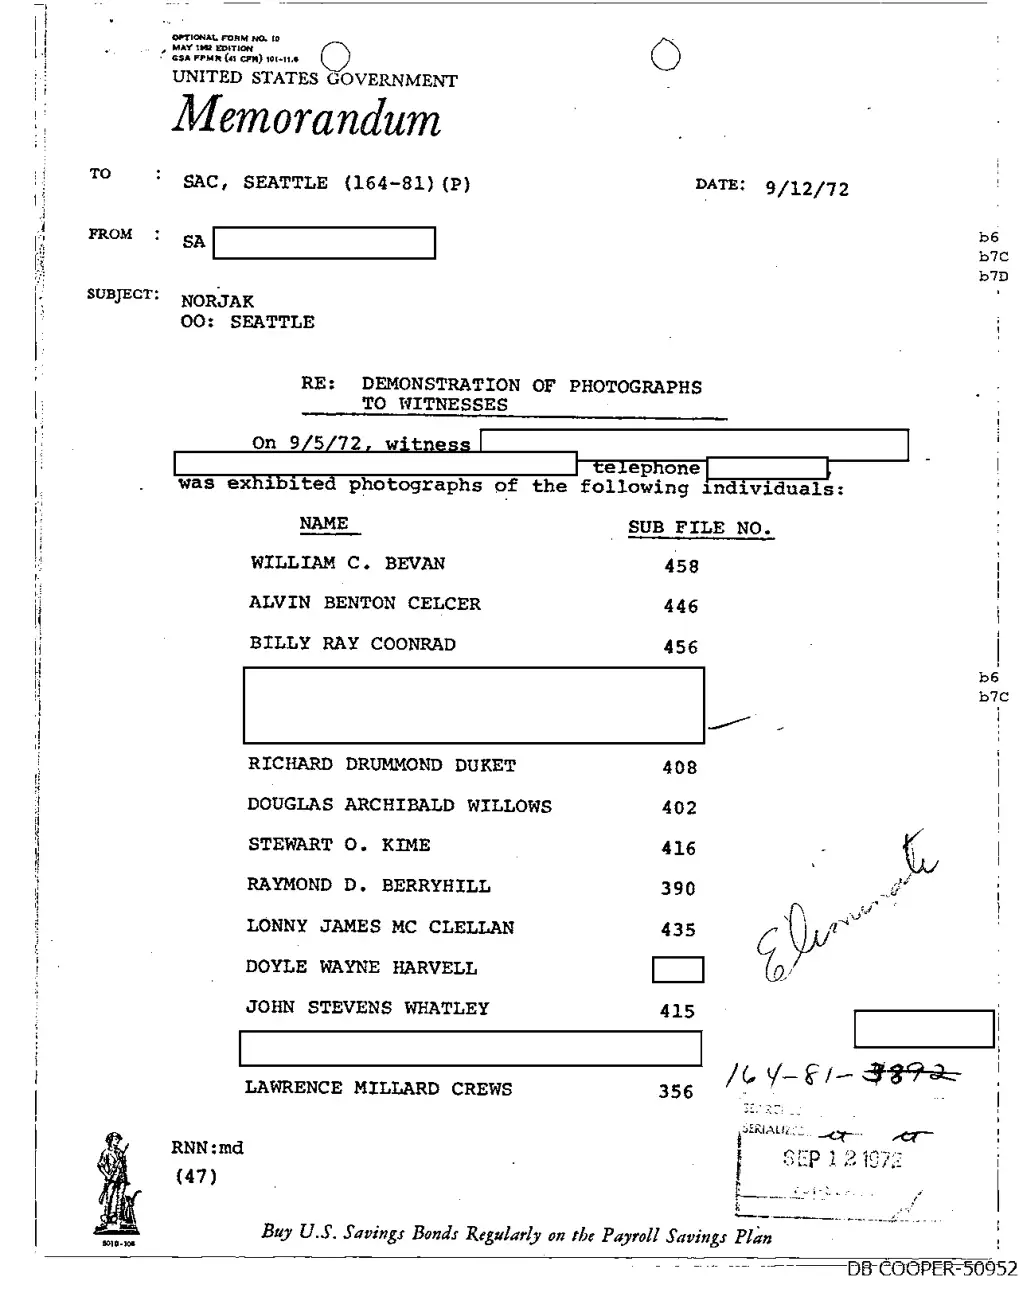 OPTIONAL FORM NO. 10
MAY 1962 EDITION
GSA FPMR (41 CFR) 101-11.6
UNITED STATES GOVERNMENT
Memorandum
TO : SAC, SEATTLE (164-81)(P) DATE: 9/12/72
FROM : SA
b6
b7C
b7D
SUBJECT: NORJAK
OO: SEATTLE
RE: DEMONSTRATION OF PHOTOGRAPHS
TO WITNESSES
On 9/5/72, witness
telephone ,
was exhibited photographs of the following individuals:
NAME SUB FILE NO.
WILLIAM C. BEVAN 458
ALVIN BENTON CELCER 446
BILLY RAY COONRAD 456
b6
b7C
RICHARD DRUMMOND DUKET 408
DOUGLAS ARCHIBALD WILLOWS 402
STEWART O. KIME 416
RAYMOND D. BERRYHILL 390
LONNY JAMES MC CLELLAN 435
Eliminate
DOYLE WAYNE HARVELL
JOHN STEVENS WHATLEY 415
LAWRENCE MILLARD CREWS 356
164-81-3892
SERIALIZED
SEP 12 1972
RNN:md
(47)
5010-108
Buy U.S. Savings Bonds Regularly on the Payroll Savings Plan
DB COOPER-50952